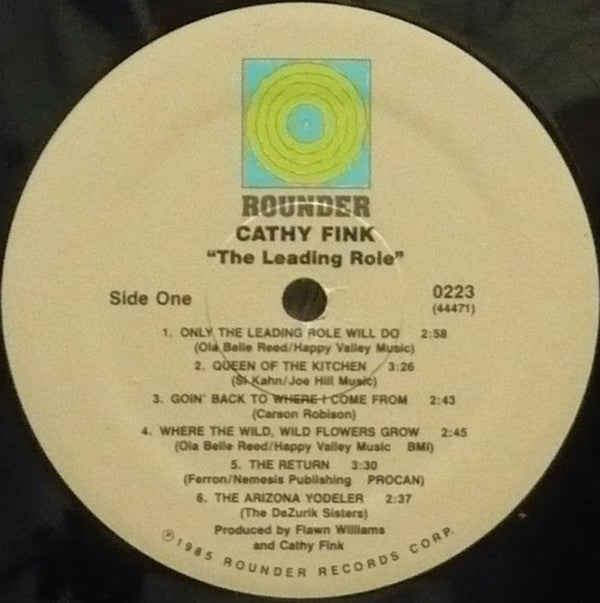 ROUNDER
CATHY FINK
"The Leading Role"
Side One
0223
(44471)
1. ONLY THE LEADING ROLE WILL DO 2:58
(Ola Belle Reed/Happy Valley Music)
2. QUEEN OF THE KITCHEN 3:26
(Si Kahn/Joe Hill Music)
3. GOIN' BACK TO WHERE I COME FROM 2:43
(Carson Robison)
4. WHERE THE WILD, WILD FLOWERS GROW 2:45
(Ola Belle Reed/Happy Valley Music BMI)
5. THE RETURN 3:30
(Ferron/Nemesis Publishing PROCAN)
6. THE ARIZONA YODELER 2:37
(The DeZurik Sisters)
Produced by Flawn Williams
and Cathy Fink
℗ 1985 ROUNDER RECORDS CORP.